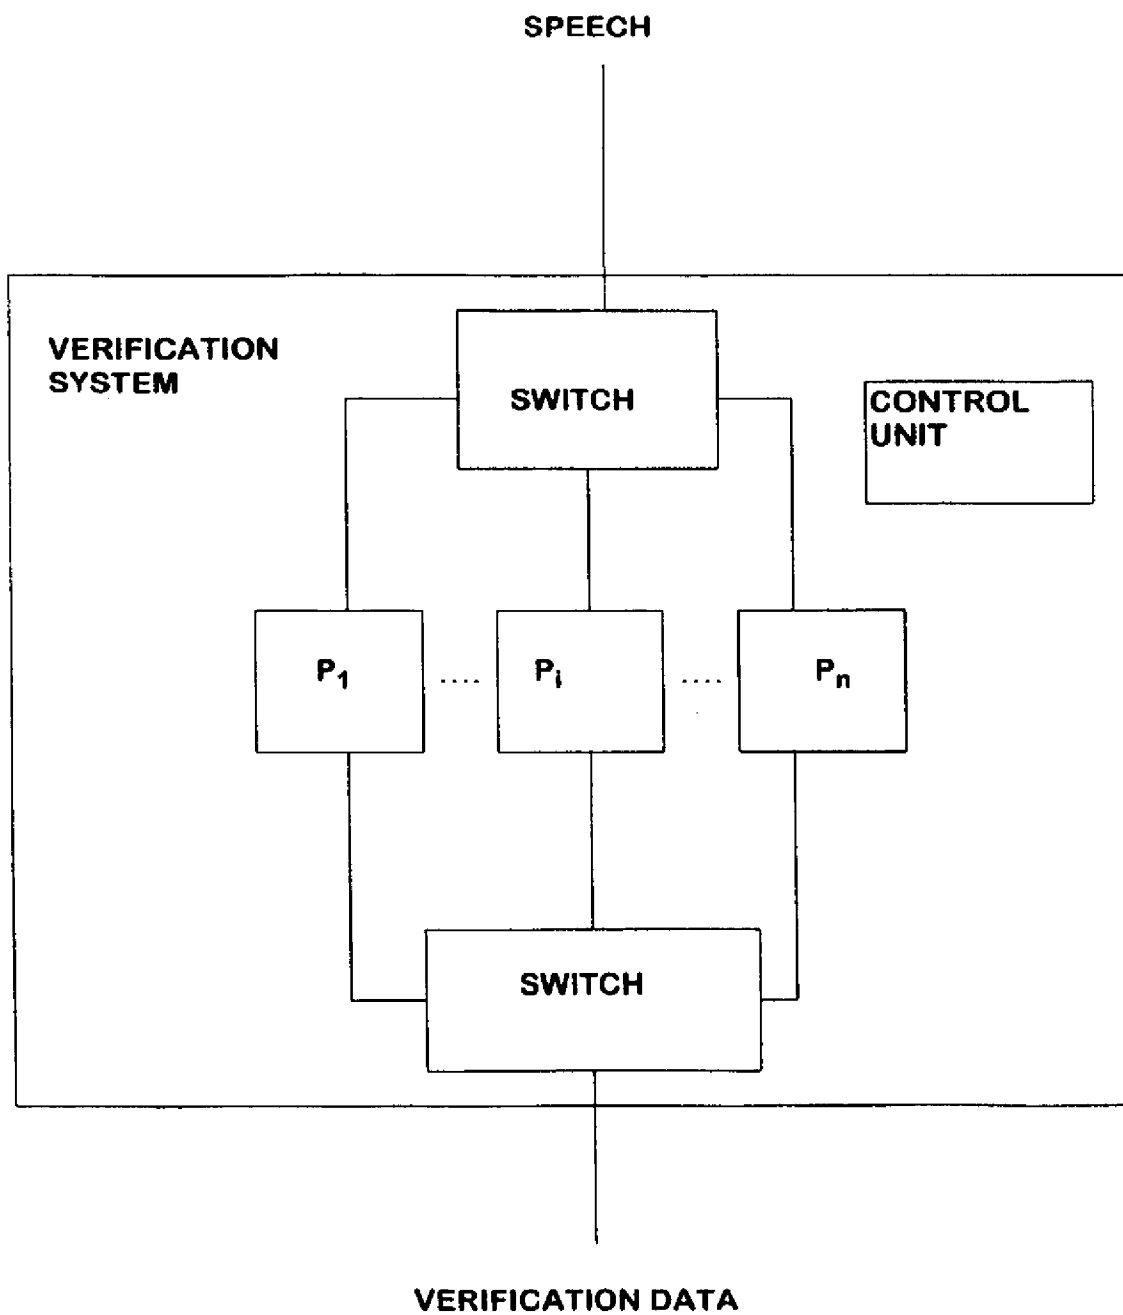 SPEECH
VERIFICATION
SYSTEM
SWITCH
CONTROL
UNIT
P1 ..... Pi ..... Pn
SWITCH
VERIFICATION DATA